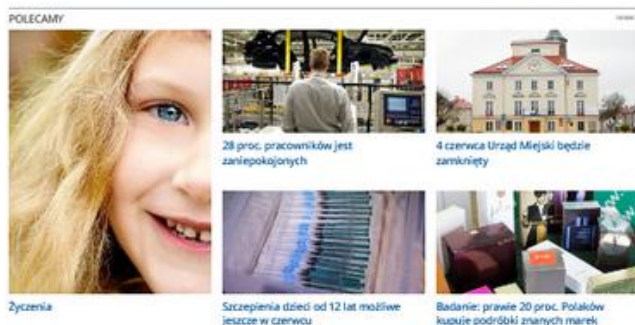 POLECAMY
28 proc. pracowników jest
zaniepokojonych
4 czerwca Urząd Miejski będzie
zamknięty
Życzenia
Szczepienia dzieci od 12 lat możliwe
jeszcze w czerwcu
Badanie: prawie 20 proc. Polaków
kupuje podróbki znanych marek